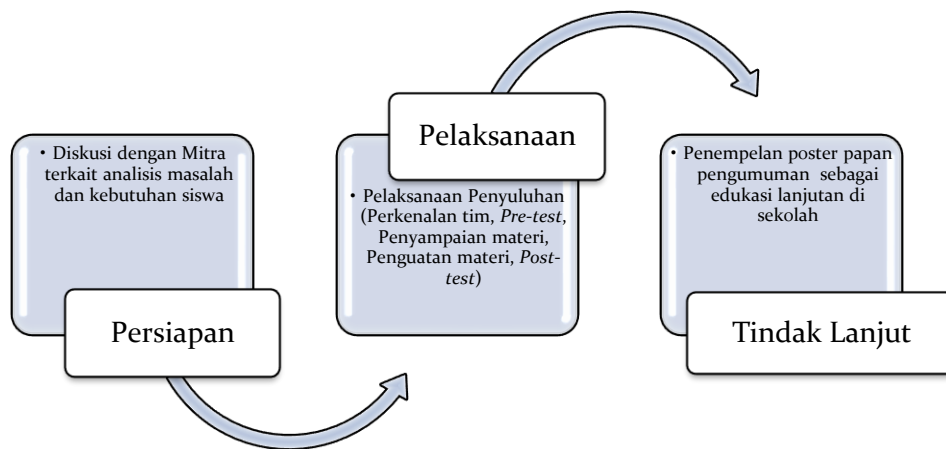 • Diskusi dengan Mitra
terkait analisis masalah
dan kebutuhan siswa
Persiapan
Pelaksanaan
• Pelaksanaan Penyuluhan
(Perkenalan tim, Pre-test,
Penyampaian materi,
Penguatan materi, Post-
test)
• Penempelan poster papan
pengumuman sebagai
edukasi lanjutan di
sekolah
Tindak Lanjut